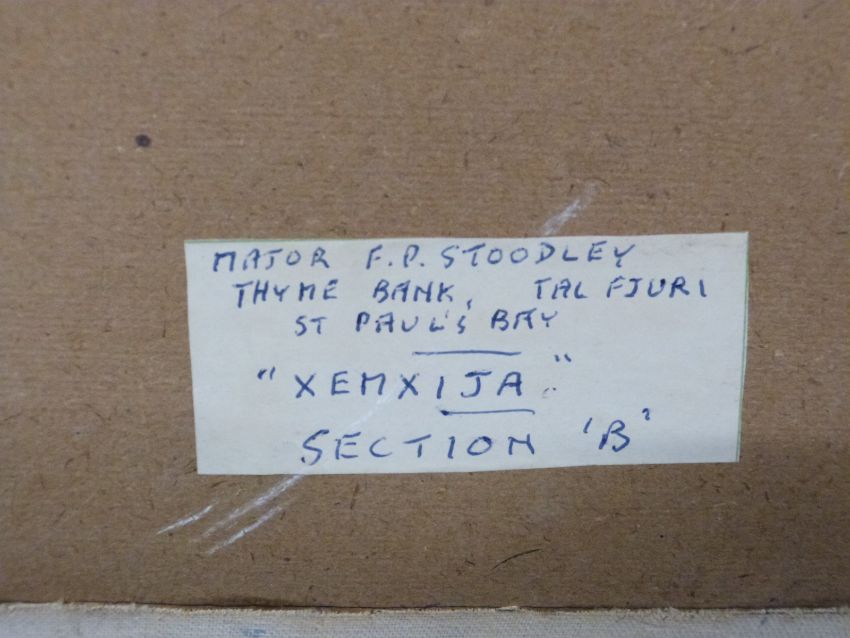 MAJOR F.P. STOODLEY
THYME BANK, TAL FJURI
ST PAUL'S BAY
"XEMXIJA"
SECTION 'B'